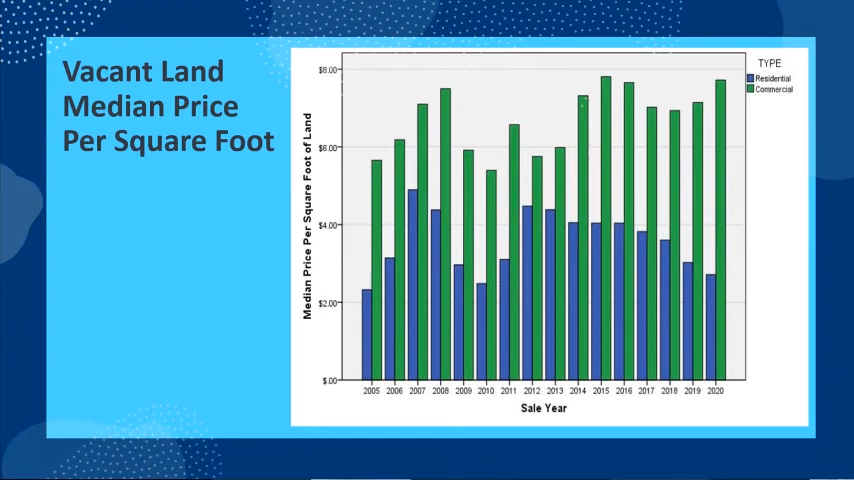 Vacant Land
Median Price
Per Square Foot
TYPE
Residential
Commercial
Median Price Per Square Foot of Land
$8.00
$6.00
$4.00
$2.00
$.00
2005 2006 2007 2008 2009 2010 2011 2012 2013 2014 2015 2016 2017 2018 2019 2020
Sale Year